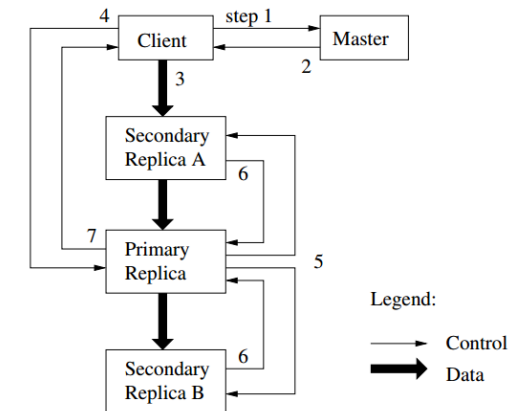 4
step 1
Client
Master
2
3
Secondary
Replica A
6
7
Primary
Replica
5
Legend:
Control
6
Secondary
Replica B
Data